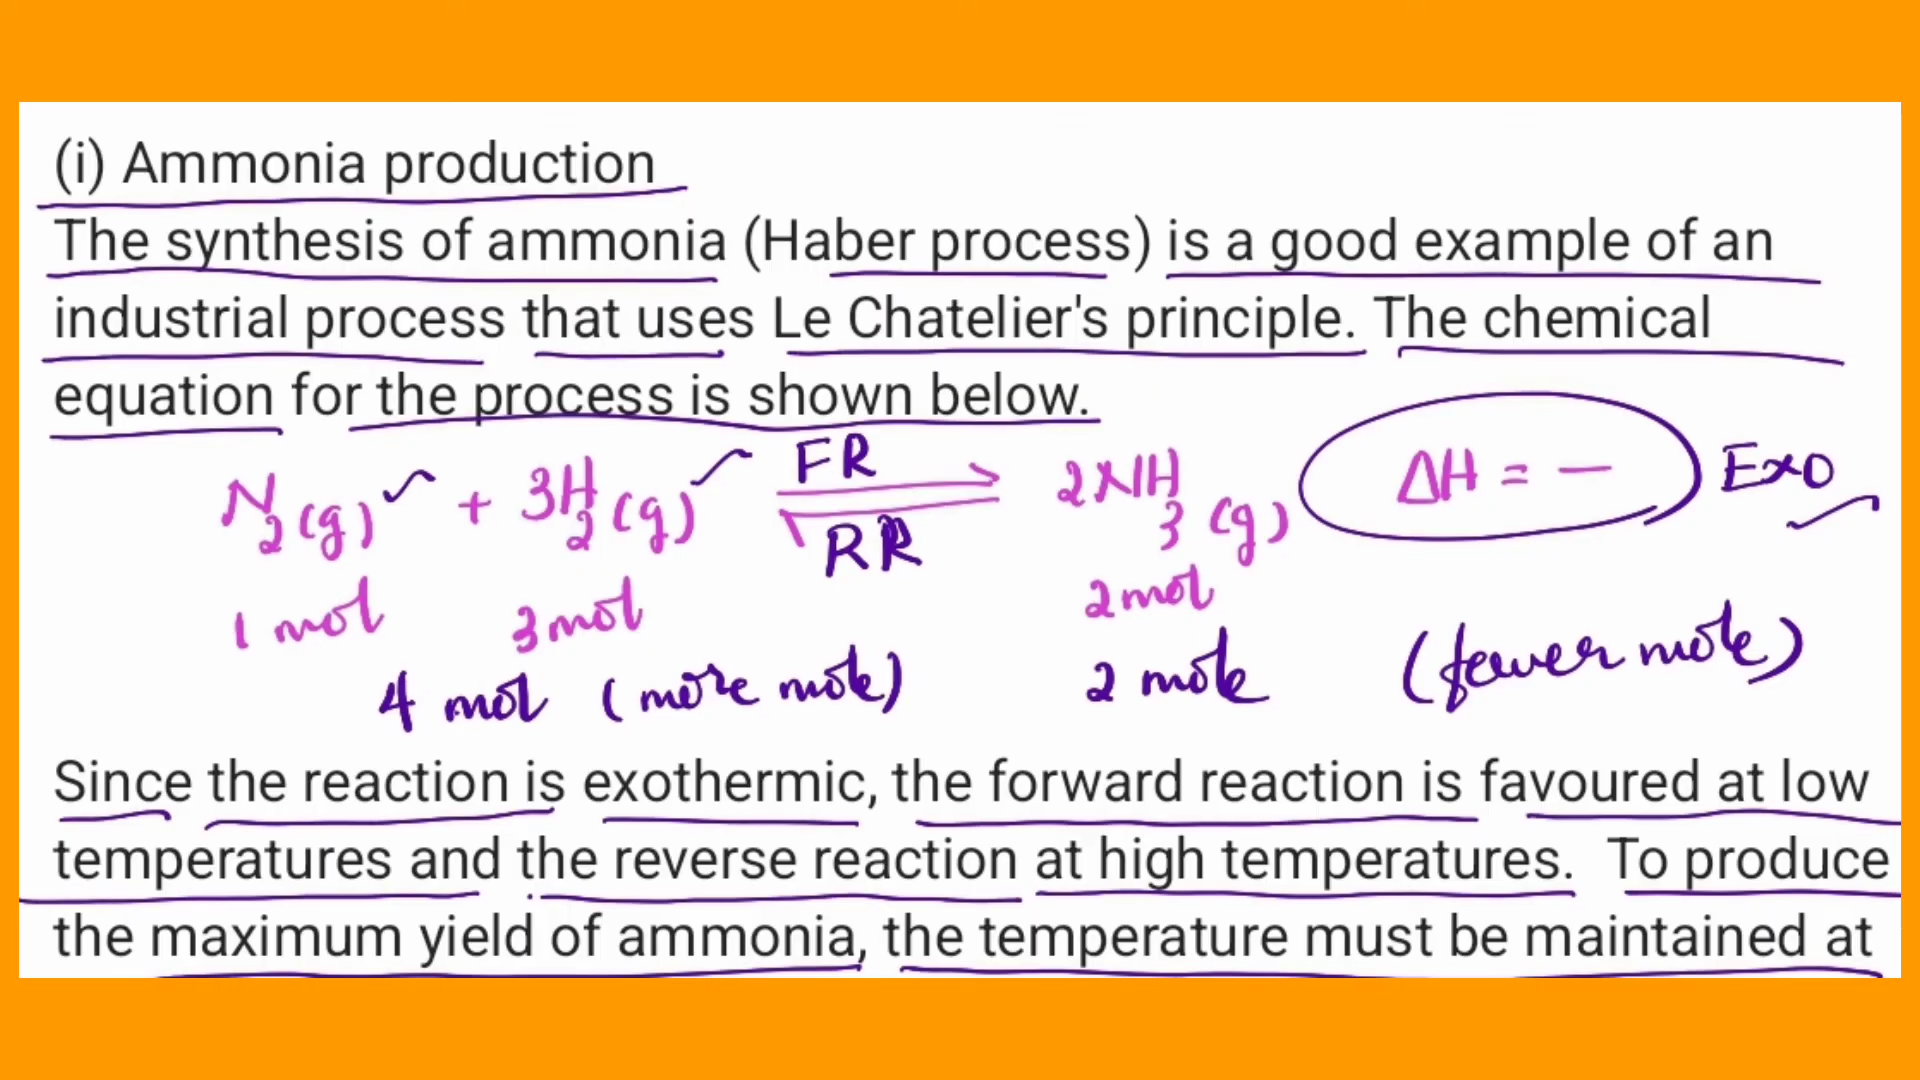 (i) Ammonia production
The synthesis of ammonia (Haber process) is a good example of an
industrial process that uses Le Chatelier's principle. The chemical
equation for the process is shown below.
N₂(g) + 3H₂(g) FR ⇌ RR 2NH₃(g) ΔH = — Exo
1 mol 3 mol 2 mol
4 mol (more mole) 2 mole (fewer mole)
Since the reaction is exothermic, the forward reaction is favoured at low
temperatures and the reverse reaction at high temperatures. To produce
the maximum yield of ammonia, the temperature must be maintained at